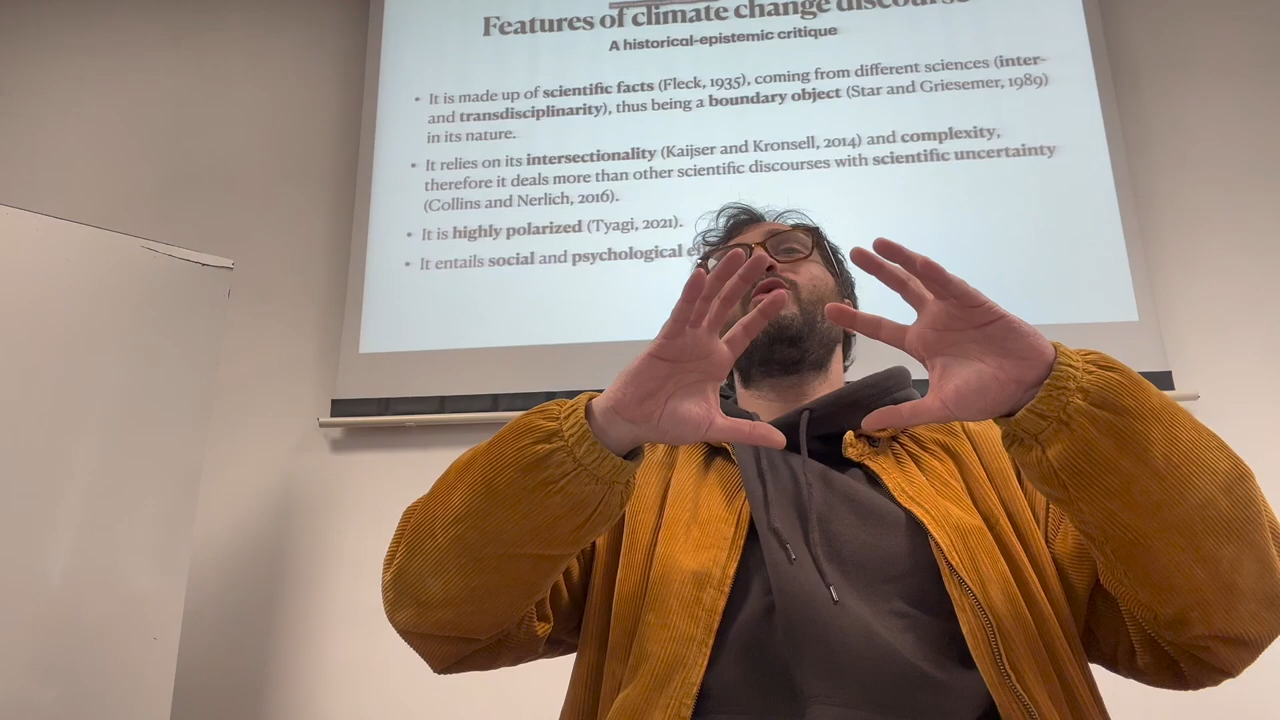 Features of climate change discourse
A historical-epistemic critique
• It is made up of scientific facts (Fleck, 1935), coming from different sciences (inter-
and transdisciplinarity), thus being a boundary object (Star and Griesemer, 1989)
in its nature.
• It relies on its intersectionality (Kaijser and Kronsell, 2014) and complexity,
therefore it deals more than other scientific discourses with scientific uncertainty
(Collins and Nerlich, 2016).
• It is highly polarized (Tyagi, 2021).
• It entails social and psychological